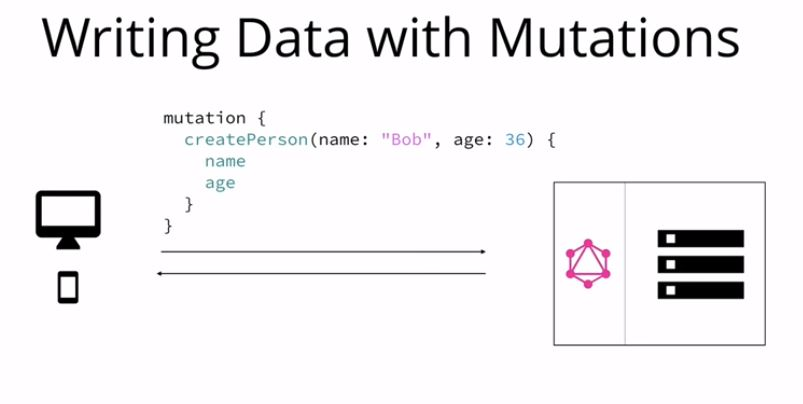 Writing Data with Mutations
mutation {
  createPerson(name: "Bob", age: 36) {
    name
    age
  }
}